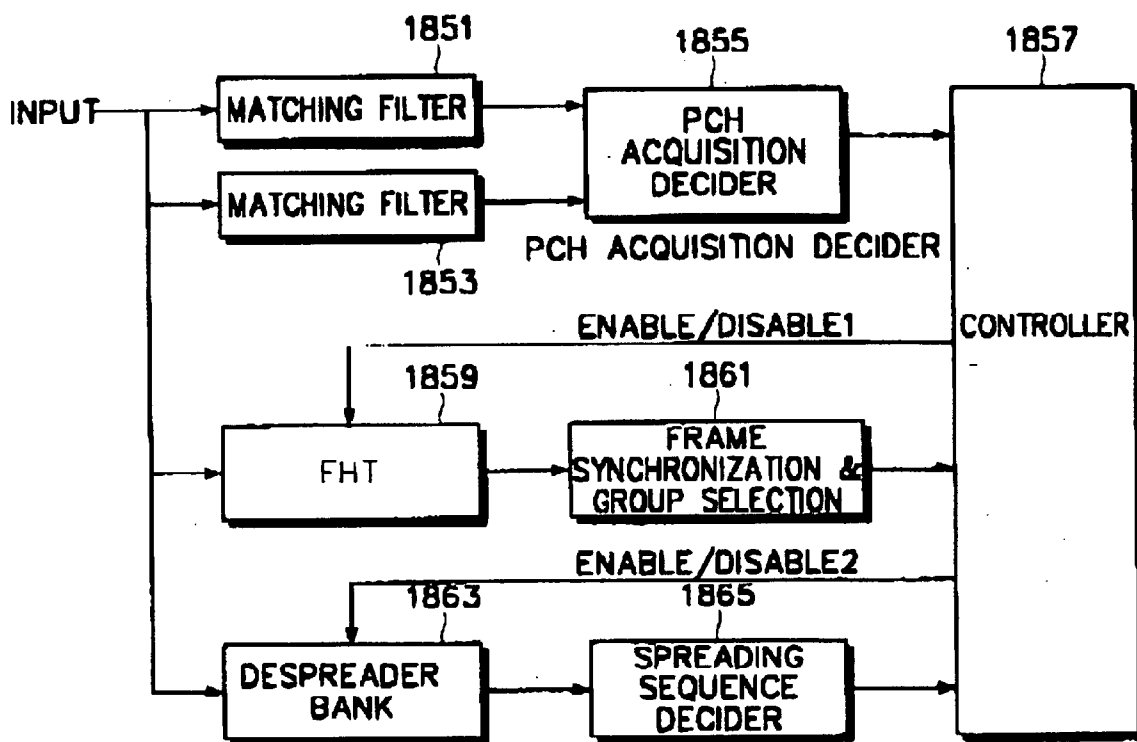 1851
1855
1857
INPUT
MATCHING FILTER
PCH
ACQUISITION
DECIDER
MATCHING FILTER
PCH ACQUISITION DECIDER
1853
ENABLE/DISABLE1
CONTROLLER
1859
1861
FHT
FRAME
SYNCHRONIZATION &
GROUP SELECTION
ENABLE/DISABLE2
1863
1865
DESPREADER
BANK
SPREADING
SEQUENCE
DECIDER